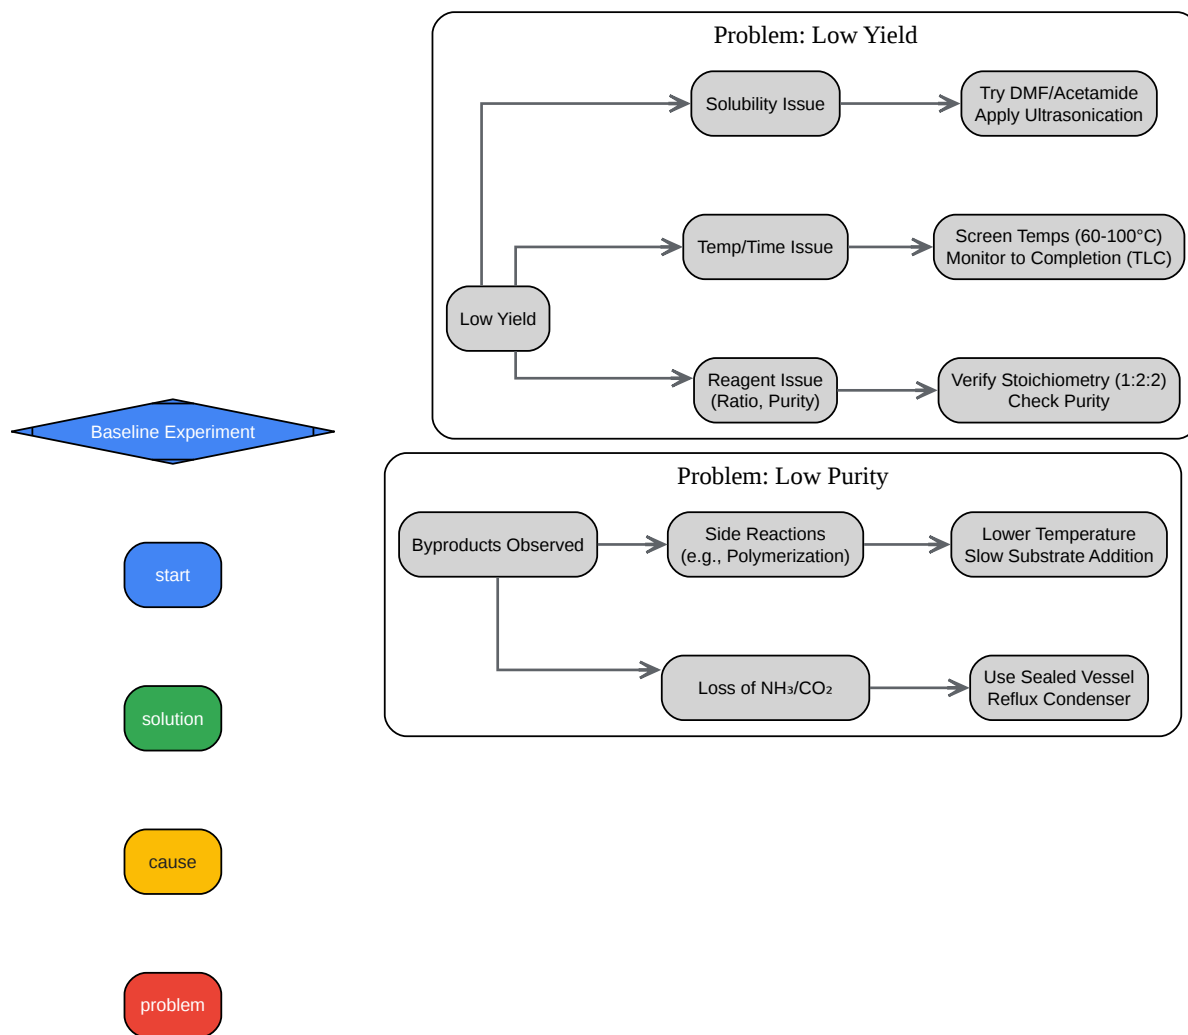 Problem: Low Yield
Solubility Issue
Try DMF/Acetamide
Apply Ultrasonication
Temp/Time Issue
Screen Temps (60-100°C)
Monitor to Completion (TLC)
Low Yield
Reagent Issue
(Ratio, Purity)
Verify Stoichiometry (1:2:2)
Check Purity
Baseline Experiment
Problem: Low Purity
Byproducts Observed
Side Reactions
(e.g., Polymerization)
Lower Temperature
Slow Substrate Addition
Loss of NH₃/CO₂
Use Sealed Vessel
Reflux Condenser
start
solution
cause
problem